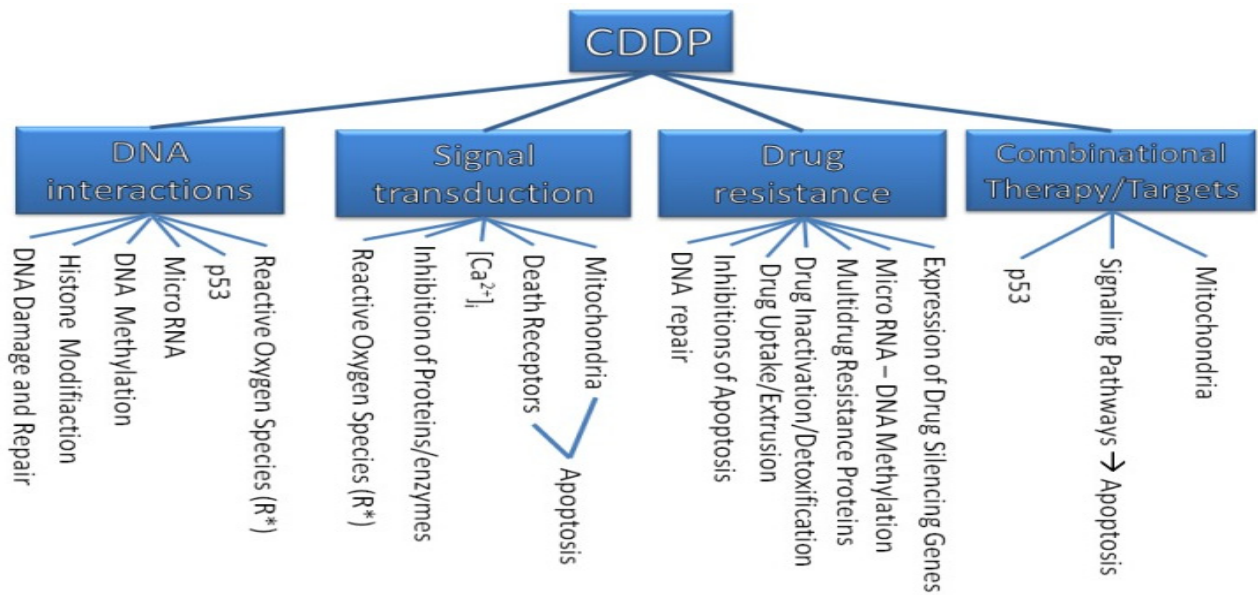 CDDP
DNA
interactions
Signal
transduction
Drug
resistance
Combinational
Therapy/Targets
DNA Damage and Repair
Histone Modifiaction
DNA Methylation
Micro RNA
p53
Reactive Oxygen Species (R*)
Reactive Oxygen Species (R*)
Inhibition of Proteins/enzymes
[Ca²⁺]ᵢ
Death Receptors
Mitochondria
Apoptosis
DNA repair
Inhibitions of Apoptosis
Drug Uptake/Extrusion
Drug Inactivation/Detoxification
Multidrug Resistance Proteins
Micro RNA – DNA Methylation
Expression of Drug Silencing Genes
p53
Signaling Pathways → Apoptosis
Mitochondria